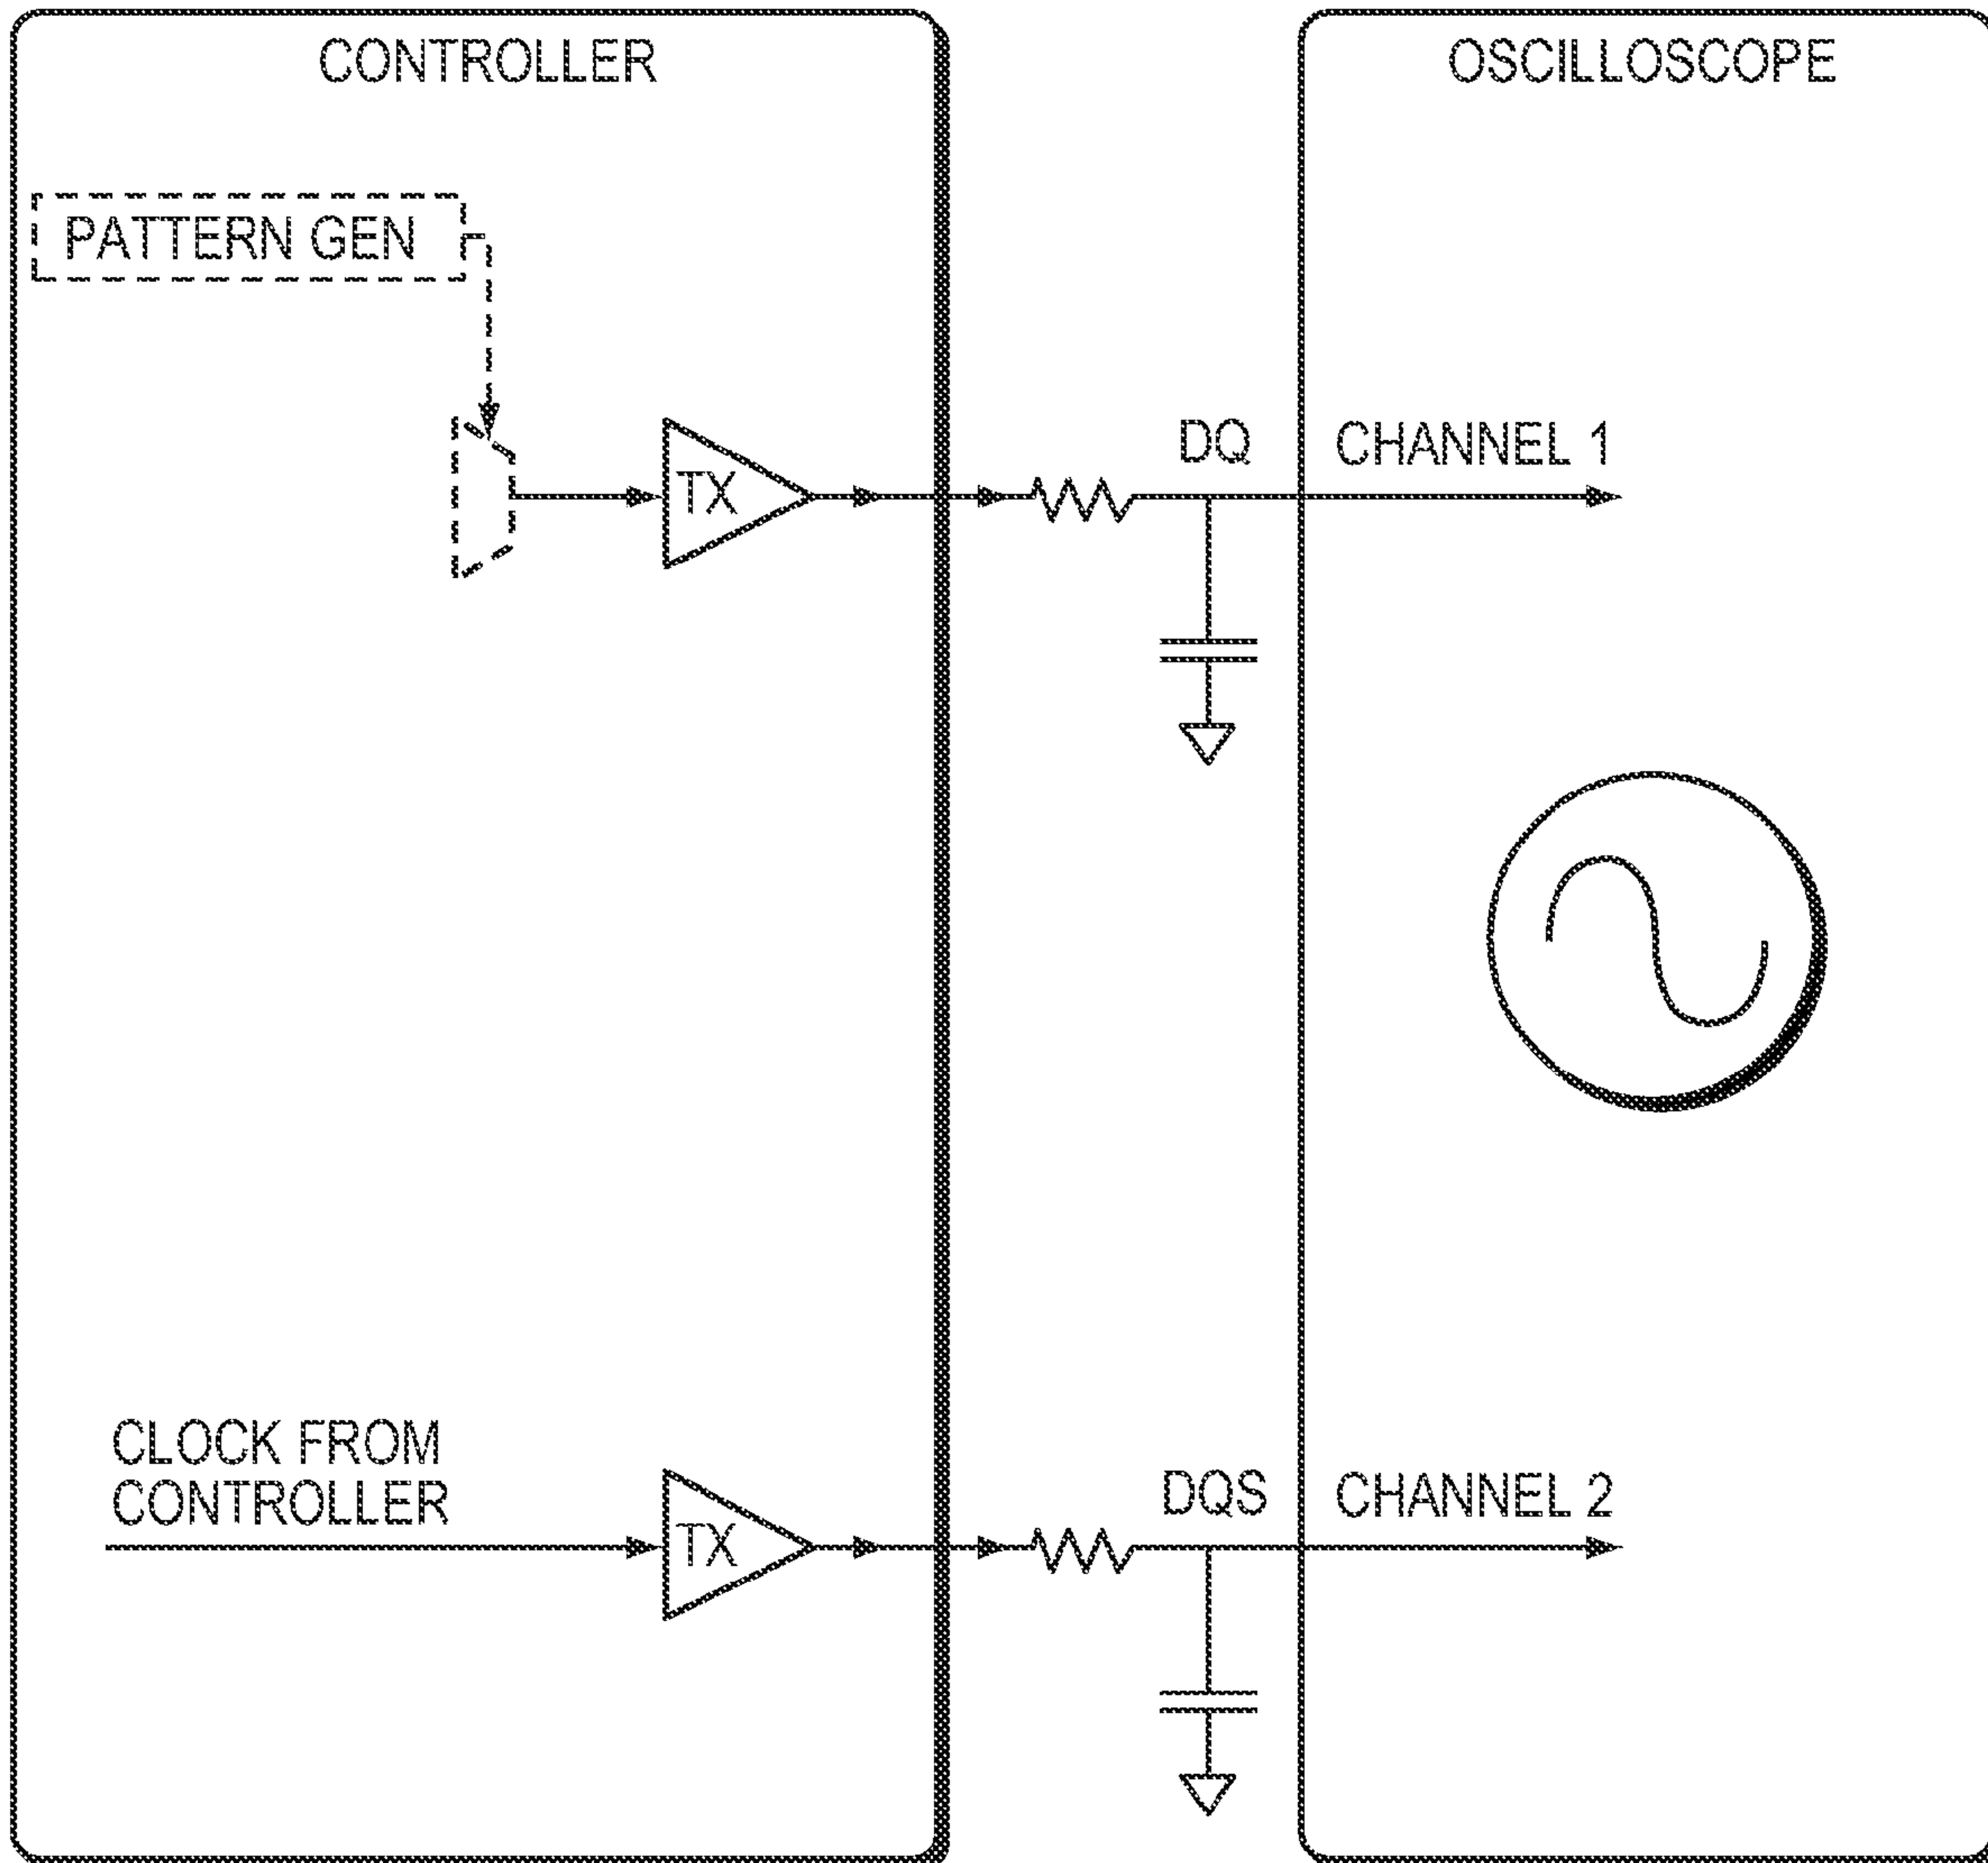 CONTROLLER
OSCILLOSCOPE
PATTERN GEN
TX
DQ
CHANNEL 1
CLOCK FROM
CONTROLLER
TX
DQS
CHANNEL 2